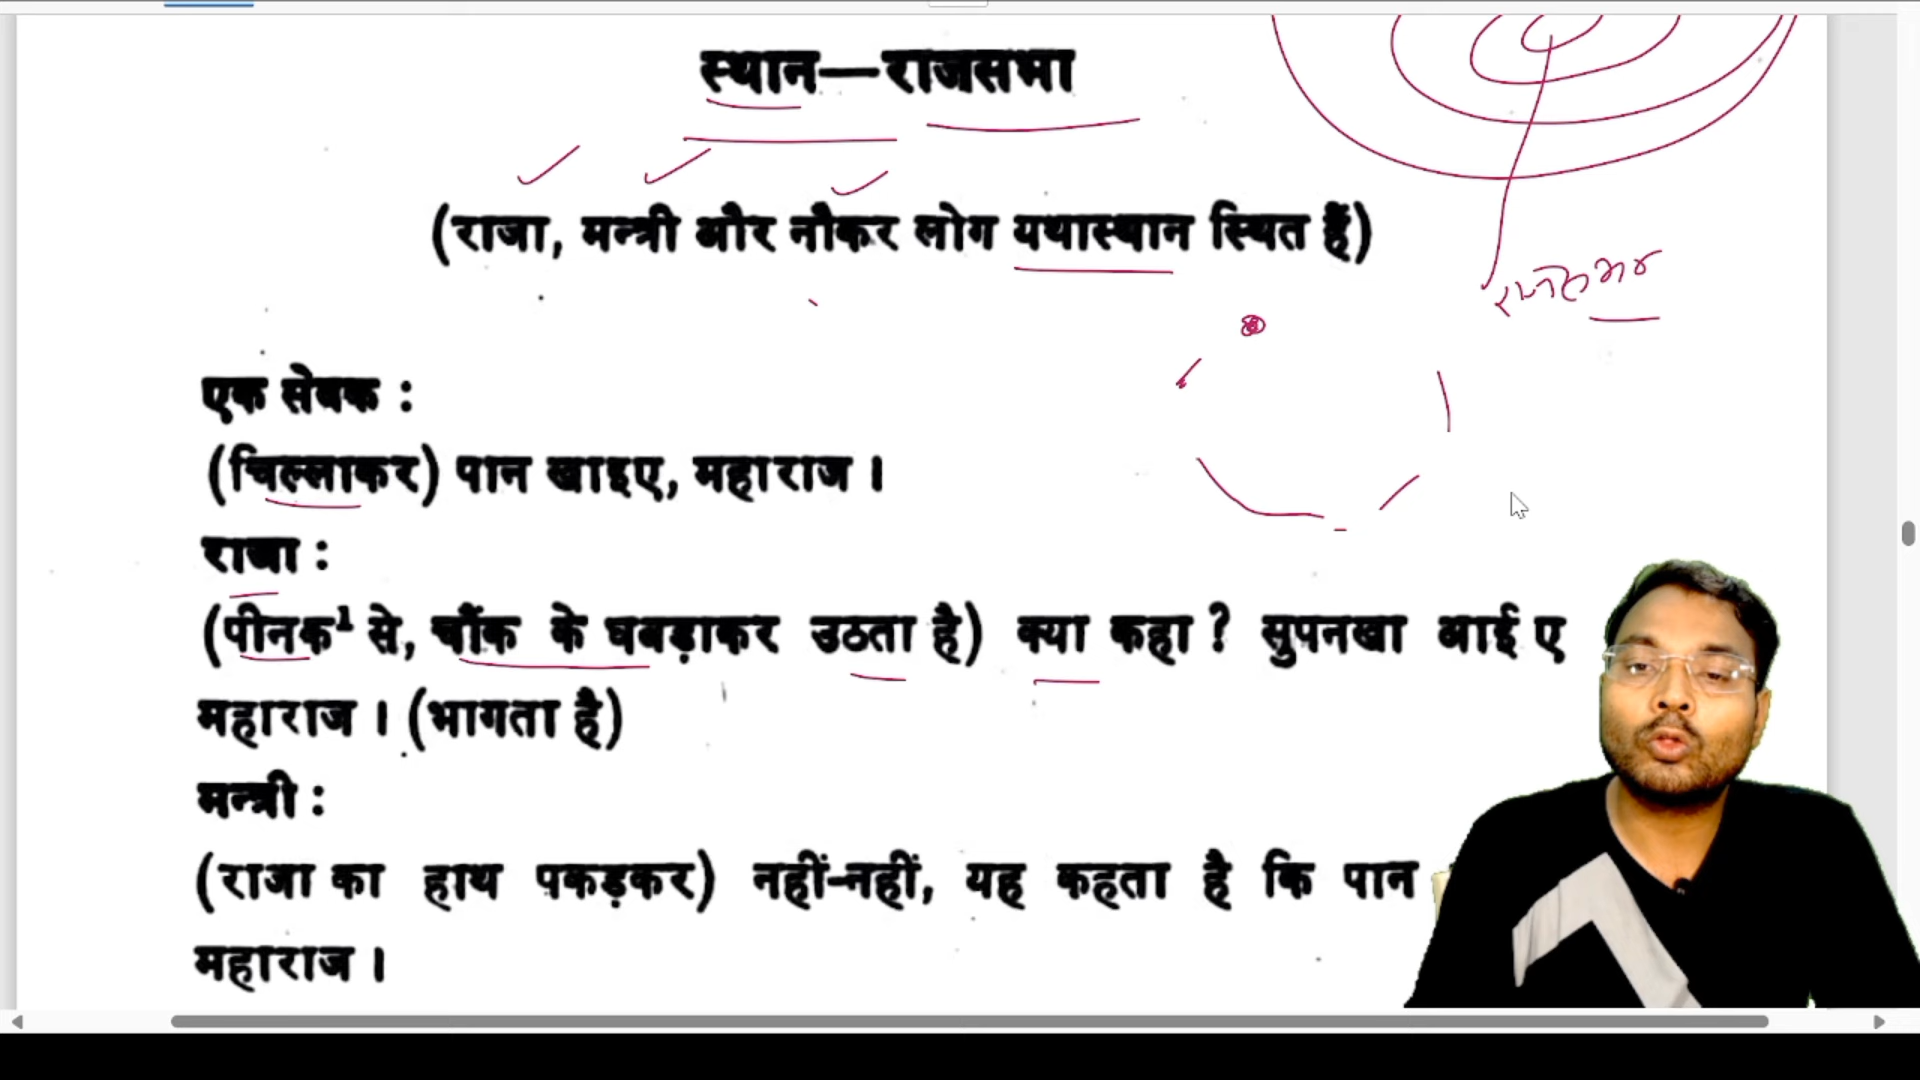 स्थान—राजसभा
(राजा, मन्त्री और नौकर लोग यथास्थान स्थित हैं)
एक सेवक :
(चिल्लाकर) पान खाइए, महाराज ।
राजा :
(पीनक¹ से, चौंक के घबड़ाकर उठता है) क्या कहा ? सुपनखा आई ए
महाराज । (भागता है)
मन्त्री :
(राजा का हाथ पकड़कर) नहीं-नहीं, यह कहता है कि पान
महाराज ।